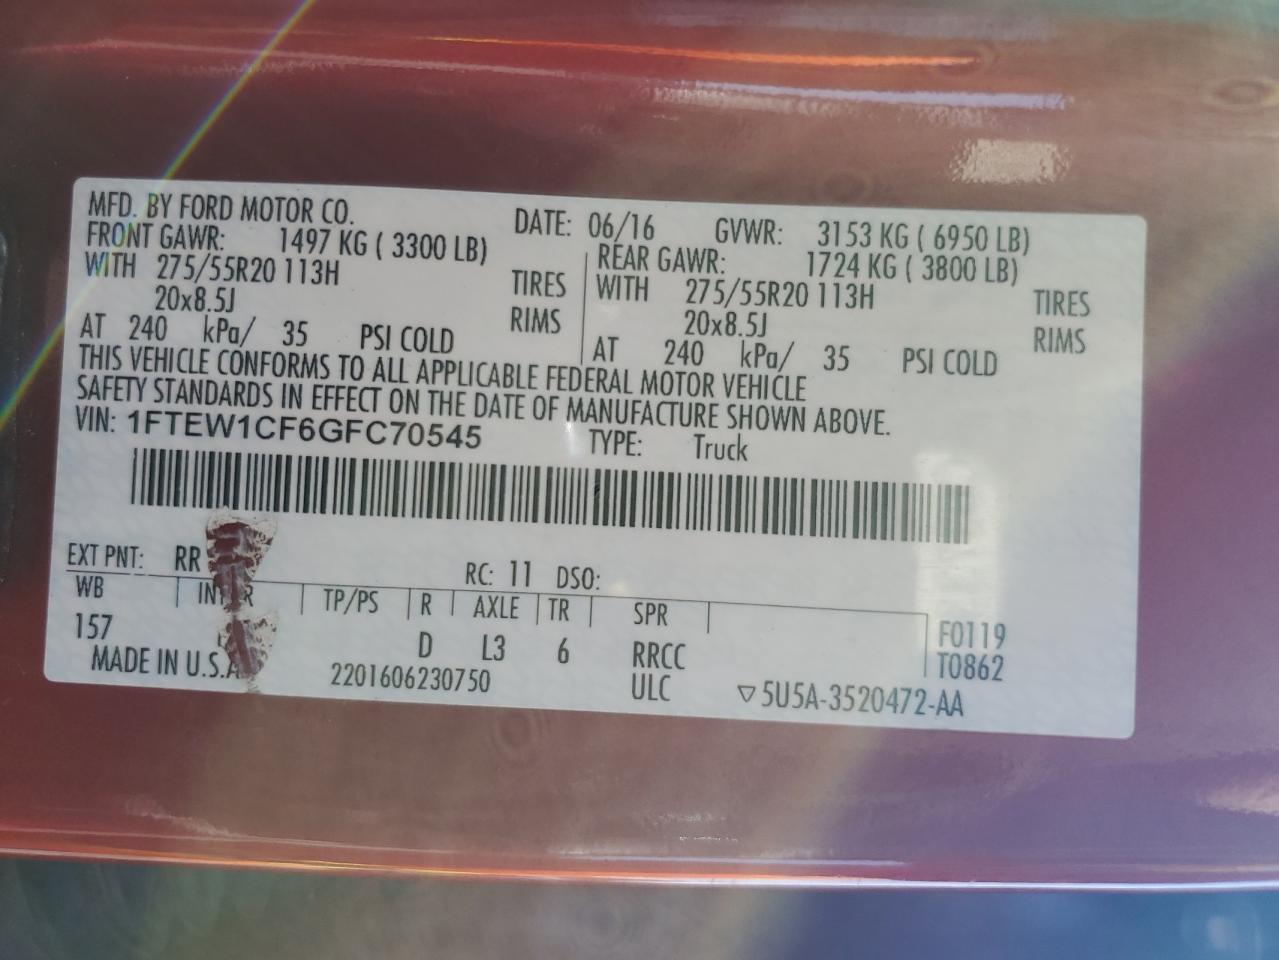 MFD. BY FORD MOTOR CO. DATE: 06/16 GVWR: 3153 KG ( 6950 LB)
FRONT GAWR: 1497 KG ( 3300 LB) REAR GAWR: 1724 KG ( 3800 LB)
WITH 275/55R20 113H TIRES WITH 275/55R20 113H TIRES
20x8.5J RIMS 20x8.5J RIMS
AT 240 kPa/ 35 PSI COLD AT 240 kPa/ 35 PSI COLD
THIS VEHICLE CONFORMS TO ALL APPLICABLE FEDERAL MOTOR VEHICLE
SAFETY STANDARDS IN EFFECT ON THE DATE OF MANUFACTURE SHOWN ABOVE.
VIN: 1FTEW1CF6GFC70545 TYPE: Truck
EXT PNT: RR RC: 11 DSO:
WB TP/PS R AXLE TR SPR
157 D L3 6 RRCC F0119
MADE IN U.S.A. 2201606230750 ULC T0862
▽5U5A-3520472-AA